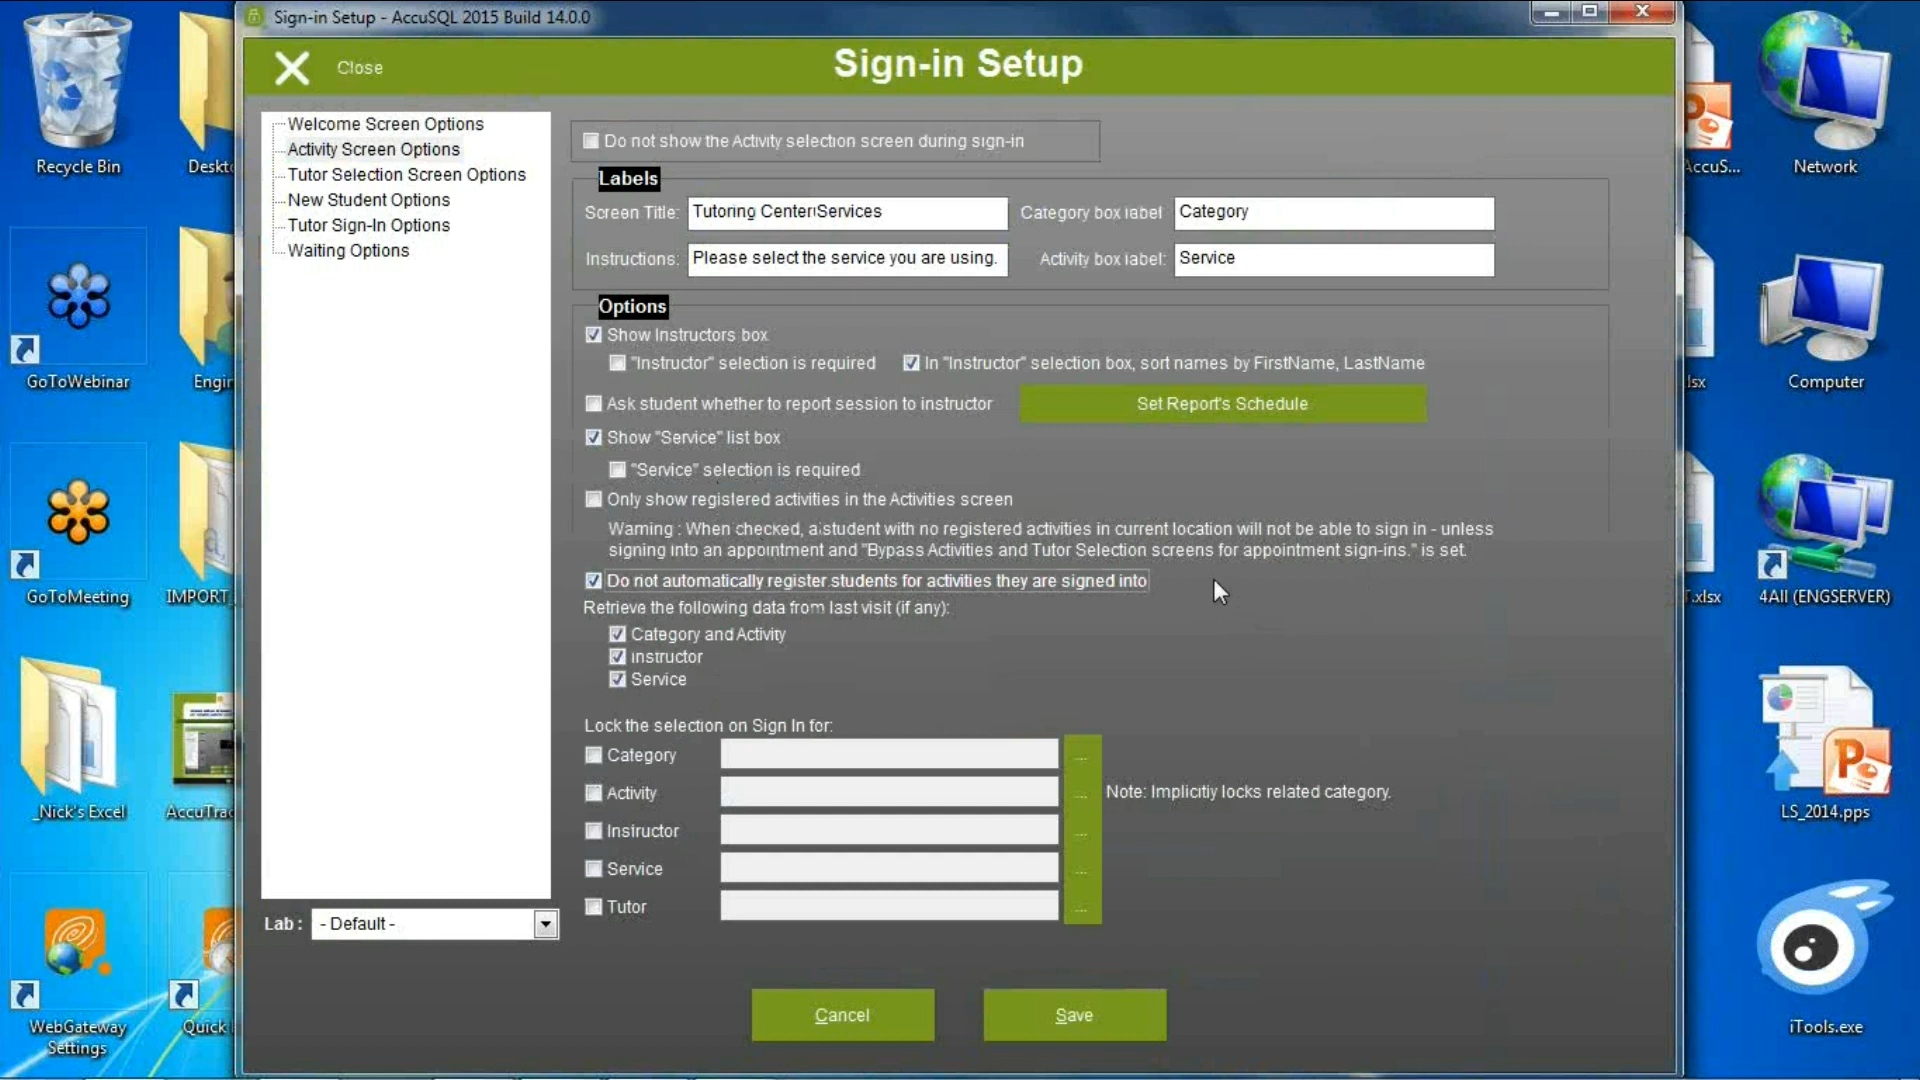 Sign-in Setup - AccuSQL 2015 Build 14.0.0
Close
Sign-in Setup
Welcome Screen Options
Activity Screen Options
Tutor Selection Screen Options
New Student Options
Tutor Sign-In Options
Waiting Options
Do not show the Activity selection screen during sign-in
Labels
Screen Title: Tutoring Center Services Category box label Category
Instructions: Please select the service you are using. Activity box label: Service
Options
Show Instructors box
"Instructor" selection is required In "Instructor" selection box, sort names by FirstName, LastName
Ask student whether to report session to instructor Set Report's Schedule
Show "Service" list box
"Service" selection is required
Only show registered activities in the Activities screen
Warning : When checked, a student with no registered activities in current location will not be able to sign in - unless
signing into an appointment and "Bypass Activities and Tutor Selection screens for appointment sign-ins." is set.
Do not automatically register students for activities they are signed into
Retrieve the following data from last visit (if any):
Category and Activity
Instructor
Service
Lock the selection on Sign In for:
Category ...
Activity ... Note: Implicitly locks related category.
Instructor ...
Service ...
Tutor ...
Lab : - Default -
Cancel Save
Recycle Bin
Deskto
GoToWebinar
Engin
GoToMeeting
IMPORT_
_Nick's Excel
AccuTrac
WebGateway
Settings
Quick
AccuS...
Network
lsx
Computer
T.xlsx
4All (ENGSERVER)
LS_2014.pps
iTools.exe